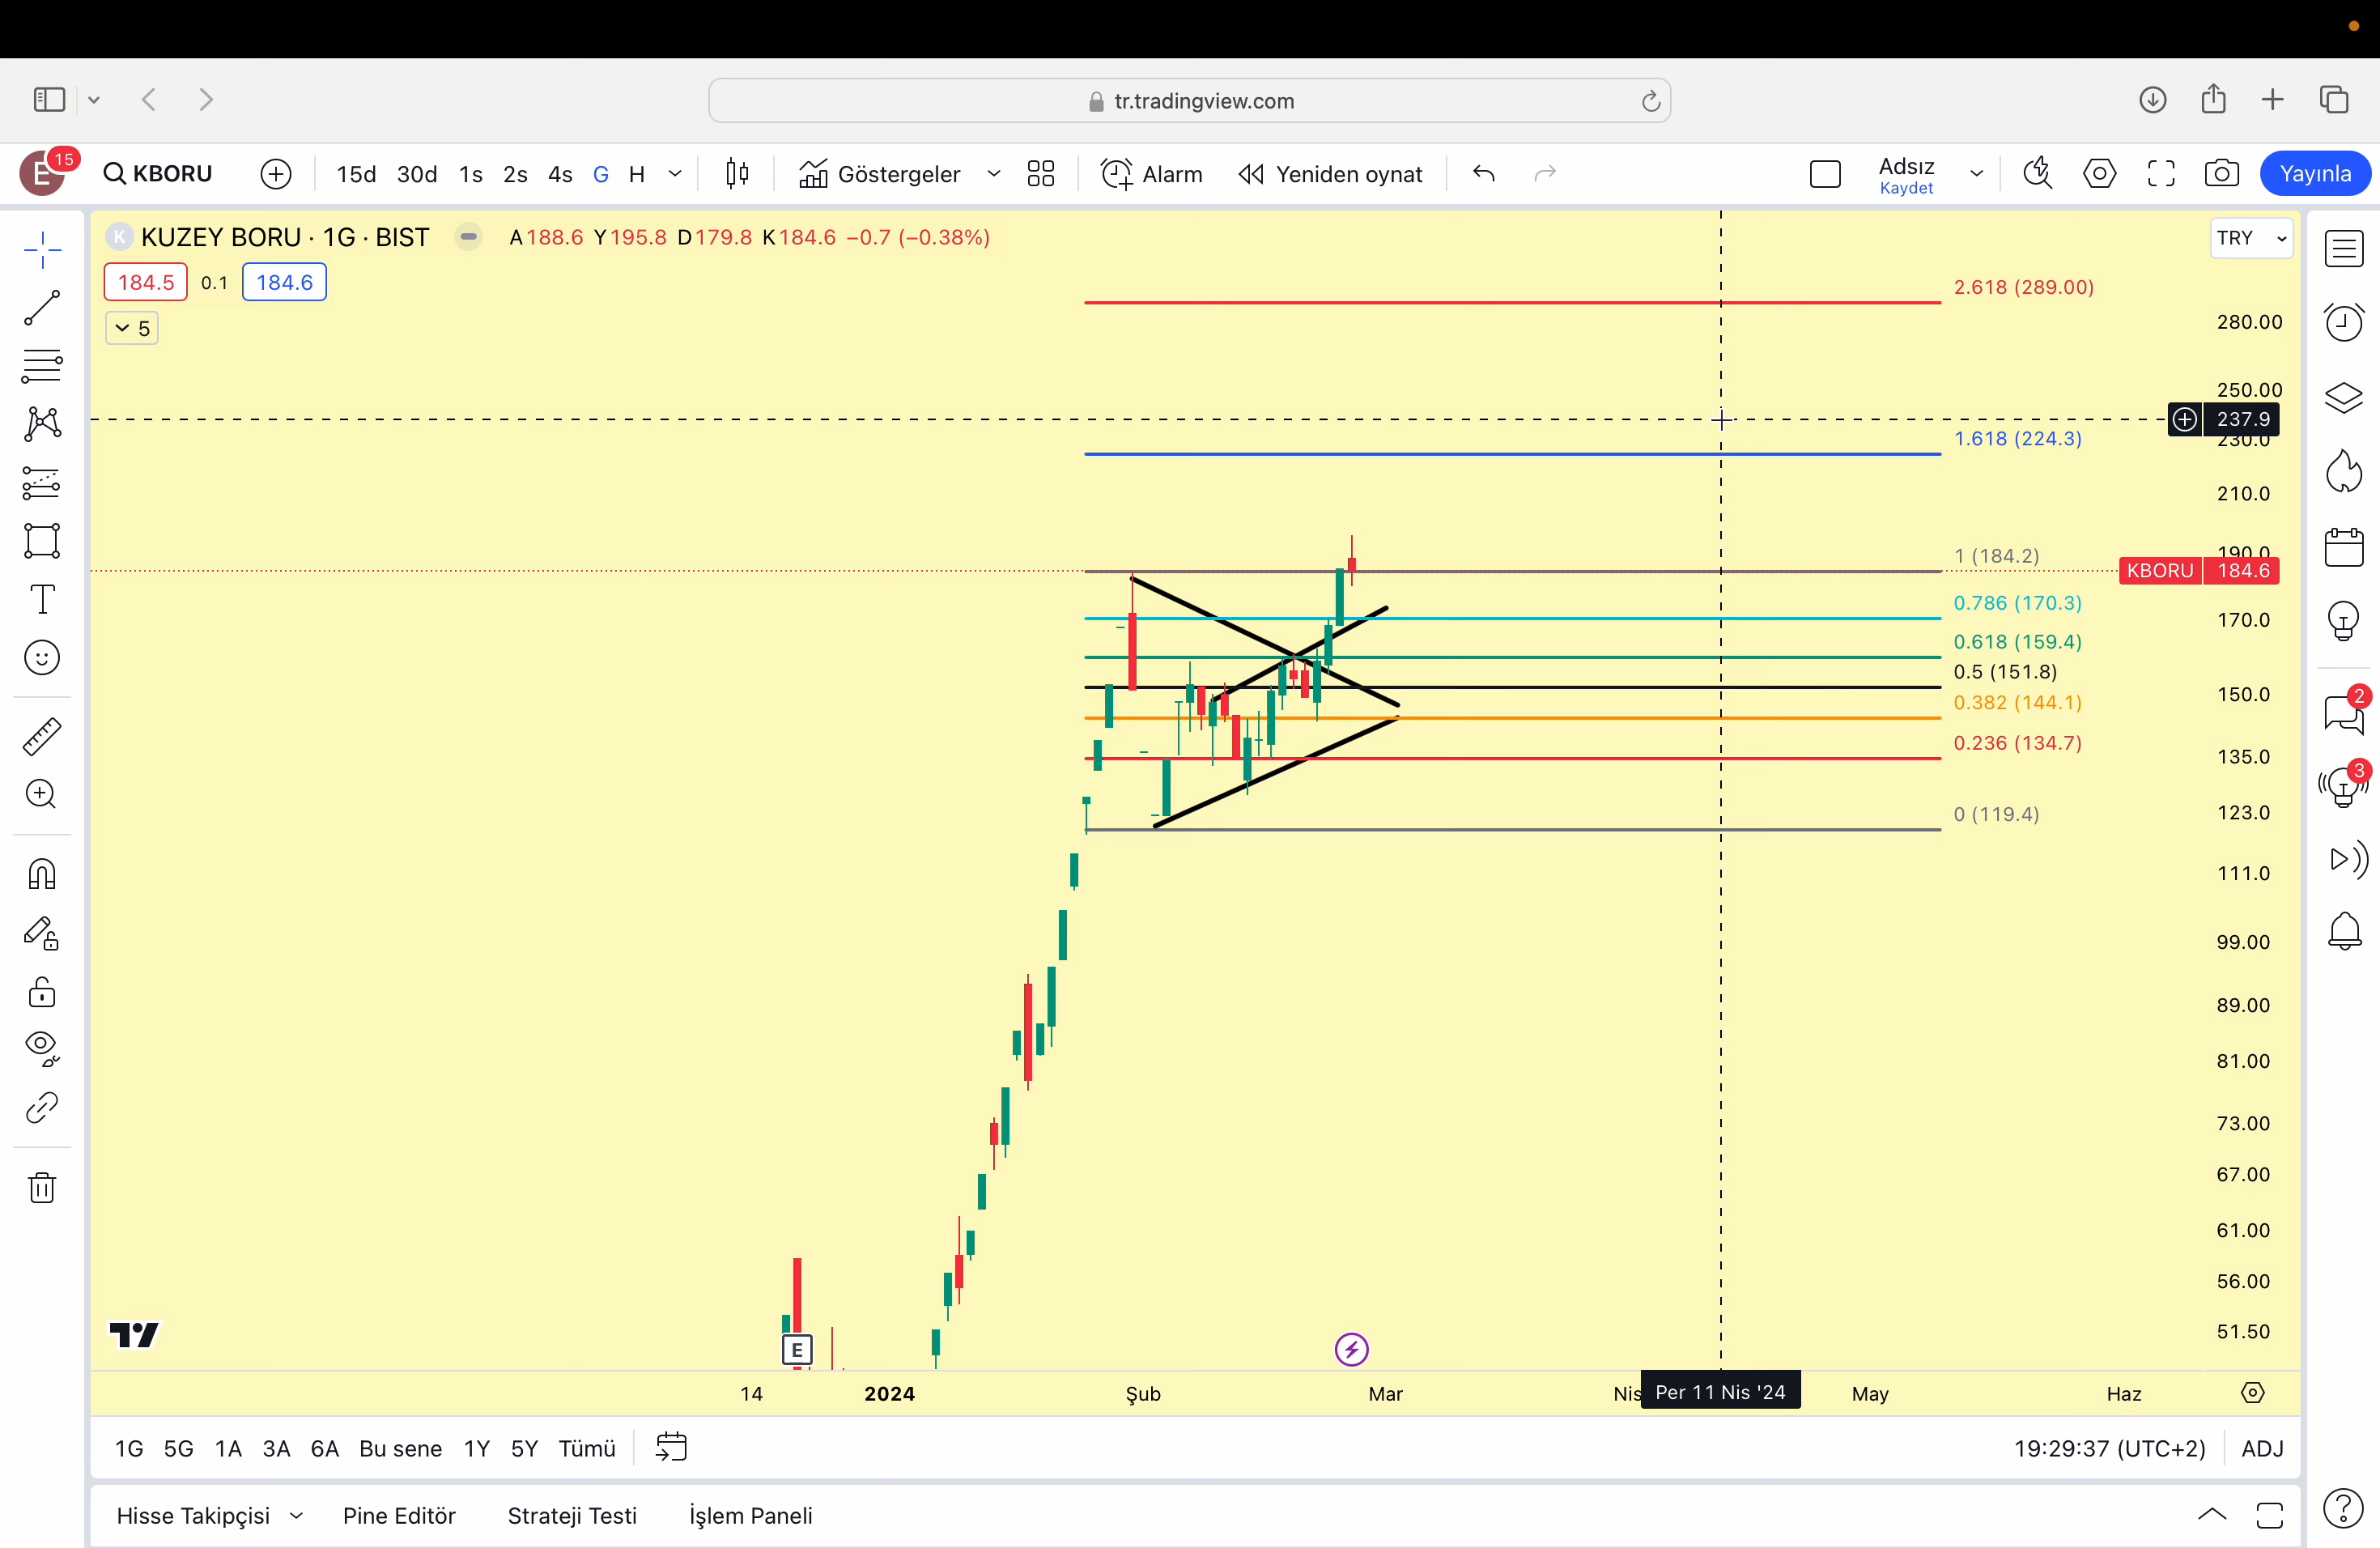 tr.tradingview.com
E 15 KBORU 15d 30d 1s 2s 4s G H Göstergeler Alarm Yeniden oynat Adsız Yayınla
Kaydet
K KUZEY BORU · 1G · BIST A188.6 Y195.8 D179.8 K184.6 −0.7 (−0.38%) TRY
184.5 0.1 184.6
5
2.618 (289.00)
280.00
250.00
237.9
1.618 (224.3) 230.0
210.0
1 (184.2) 190.0
KBORU 184.6
0.786 (170.3) 170.0
0.618 (159.4)
0.5 (151.8)
0.382 (144.1) 150.0
2
0.236 (134.7) 135.0
3
0 (119.4) 123.0
111.0
99.00
89.00
81.00
73.00
67.00
61.00
56.00
51.50
E
14 2024 Şub Mar Nis Per 11 Nis '24 May Haz
1G 5G 1A 3A 6A Bu sene 1Y 5Y Tümü 19:29:37 (UTC+2) ADJ
Hisse Takipçisi Pine Editör Strateji Testi İşlem Paneli